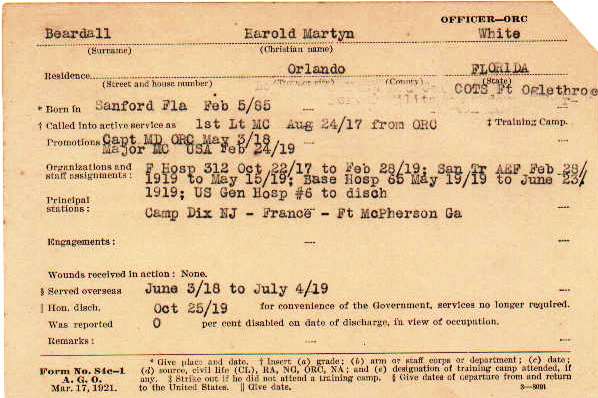 OFFICER—ORC
Beardall Harold Martyn White
(Surname) (Christian name)
Residence Orlando FLORIDA
(Street and house number) (County) (State)
COTS Ft Oglethroe
* Born in Sanford Fla Feb 5/85
† Called into active service as 1st Lt MC Aug 24/17 from ORC ‡ Training Camp.
Promotions Capt MD ORC May 3/18
Major MC USA Feb 24/19
Organizations and F Hosp 312 Oct 22/17 to Feb 28/19; San Tr AEF Feb 28/
staff assignments: 1919 to May 15/19; Base Hosp 65 May 19/19 to June 23/
1919; US Gen Hosp #6 to disch
Principal
stations: Camp Dix NJ - France - Ft McPherson Ga
Engagements: —
Wounds received in action: None.
§ Served overseas June 3/18 to July 4/19
|| Hon. disch. Oct 25/19 for convenience of the Government, services no longer required.
Was reported 0 per cent disabled on date of discharge, in view of occupation.
Remarks: —
Form No. 84c-1
A. G. O.
Mar. 17, 1921.
* Give place and date. † Insert (a) grade; (b) arm or staff corps or department; (c) date;
(d) source, civil life (CL), RA, NG, ORC, NA; and (e) designation of training camp attended, if
any. ‡ Strike out if he did not attend a training camp. § Give dates of departure from and return
to the United States. || Give date. 3—8091